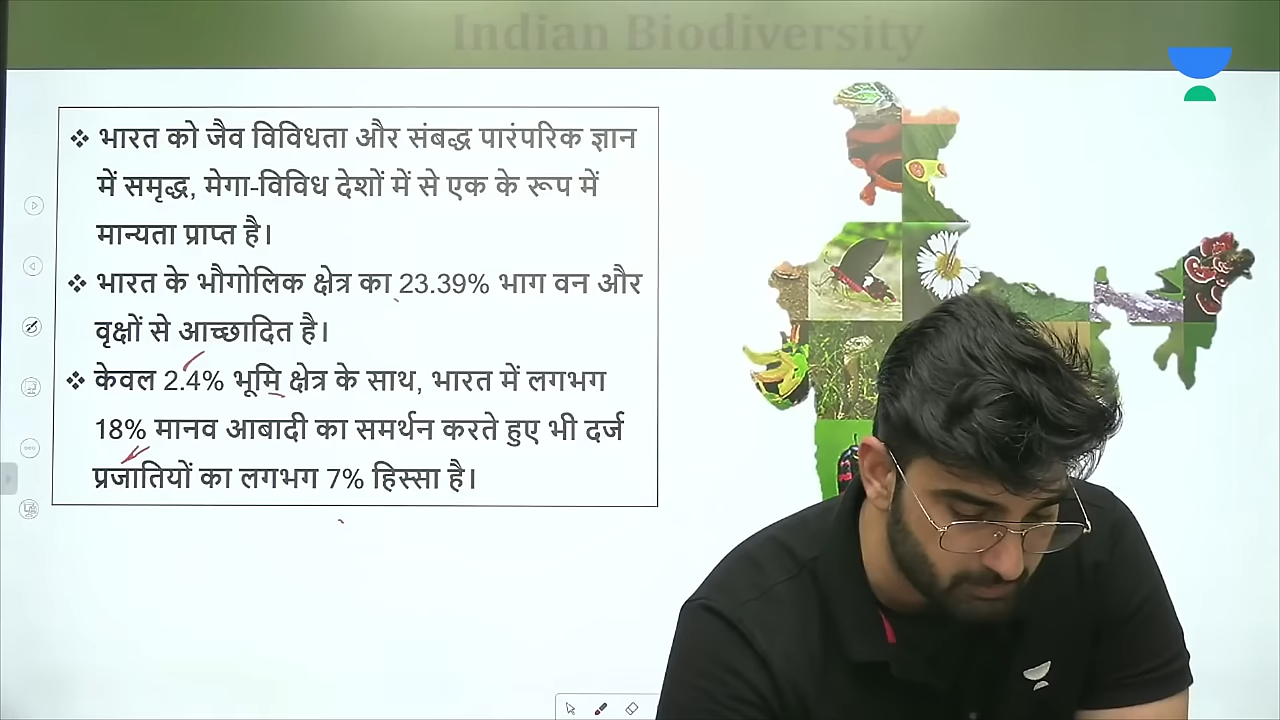 Indian Biodiversity
❖ भारत को जैव विविधता और संबद्ध पारंपरिक ज्ञान
में समृद्ध, मेगा-विविध देशों में से एक के रूप में
मान्यता प्राप्त है।
❖ भारत के भौगोलिक क्षेत्र का 23.39% भाग वन और
वृक्षों से आच्छादित है।
❖ केवल 2.4% भूमि क्षेत्र के साथ, भारत में लगभग
18% मानव आबादी का समर्थन करते हुए भी दर्ज
प्रजातियों का लगभग 7% हिस्सा है।